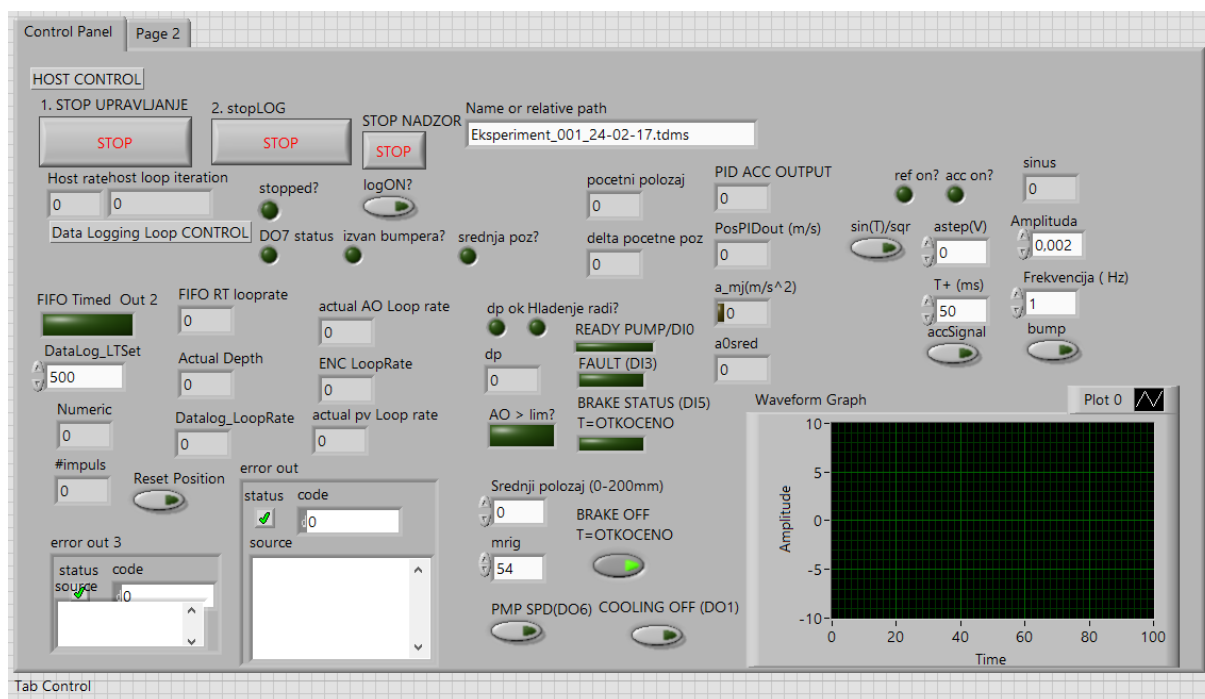 Control Panel
Page 2
HOST CONTROL
1. STOP UPRAVLJANJE
2. stopLOG
STOP NADZOR
Name or relative path
STOP
STOP
STOP
Eksperiment_001_24-02-17.tdms
Host rate
host loop iteration
stopped?
logON?
pocetni polozaj
PID ACC OUTPUT
ref on?
acc on?
sinus
0
0
0
0
0
Data Logging Loop CONTROL
DO7 status
izvan bumpera?
srednja poz?
delta pocetne poz
PosPIDout (m/s)
sin(T)/sqr
astep(V)
Amplituda
0
0
0
0,002
FIFO Timed Out 2
FIFO RT looprate
actual AO Loop rate
dp ok
Hladenje radi?
a_mj(m/s^2)
T+ (ms)
Frekvencija ( Hz)
0
0
READY PUMP/DI0
0
50
1
DataLog_LTSet
Actual Depth
ENC LoopRate
dp
FAULT (DI3)
a0sred
accSignal
bump
500
0
0
0
0
Numeric
Datalog_LoopRate
actual pv Loop rate
AO > lim?
BRAKE STATUS (DI5)
T=OTKOCENO
0
0
0
Waveform Graph
Plot 0
#impuls
Reset Position
0
error out
status
code
0
source
Srednji polozaj (0-200mm)
0
BRAKE OFF
T=OTKOCENO
mrig
54
error out 3
status
code
source
0
PMP SPD(DO6)
COOLING OFF (DO1)
Amplitude
10
5
0
-5
-10
0
20
40
60
80
100
Time
Tab Control